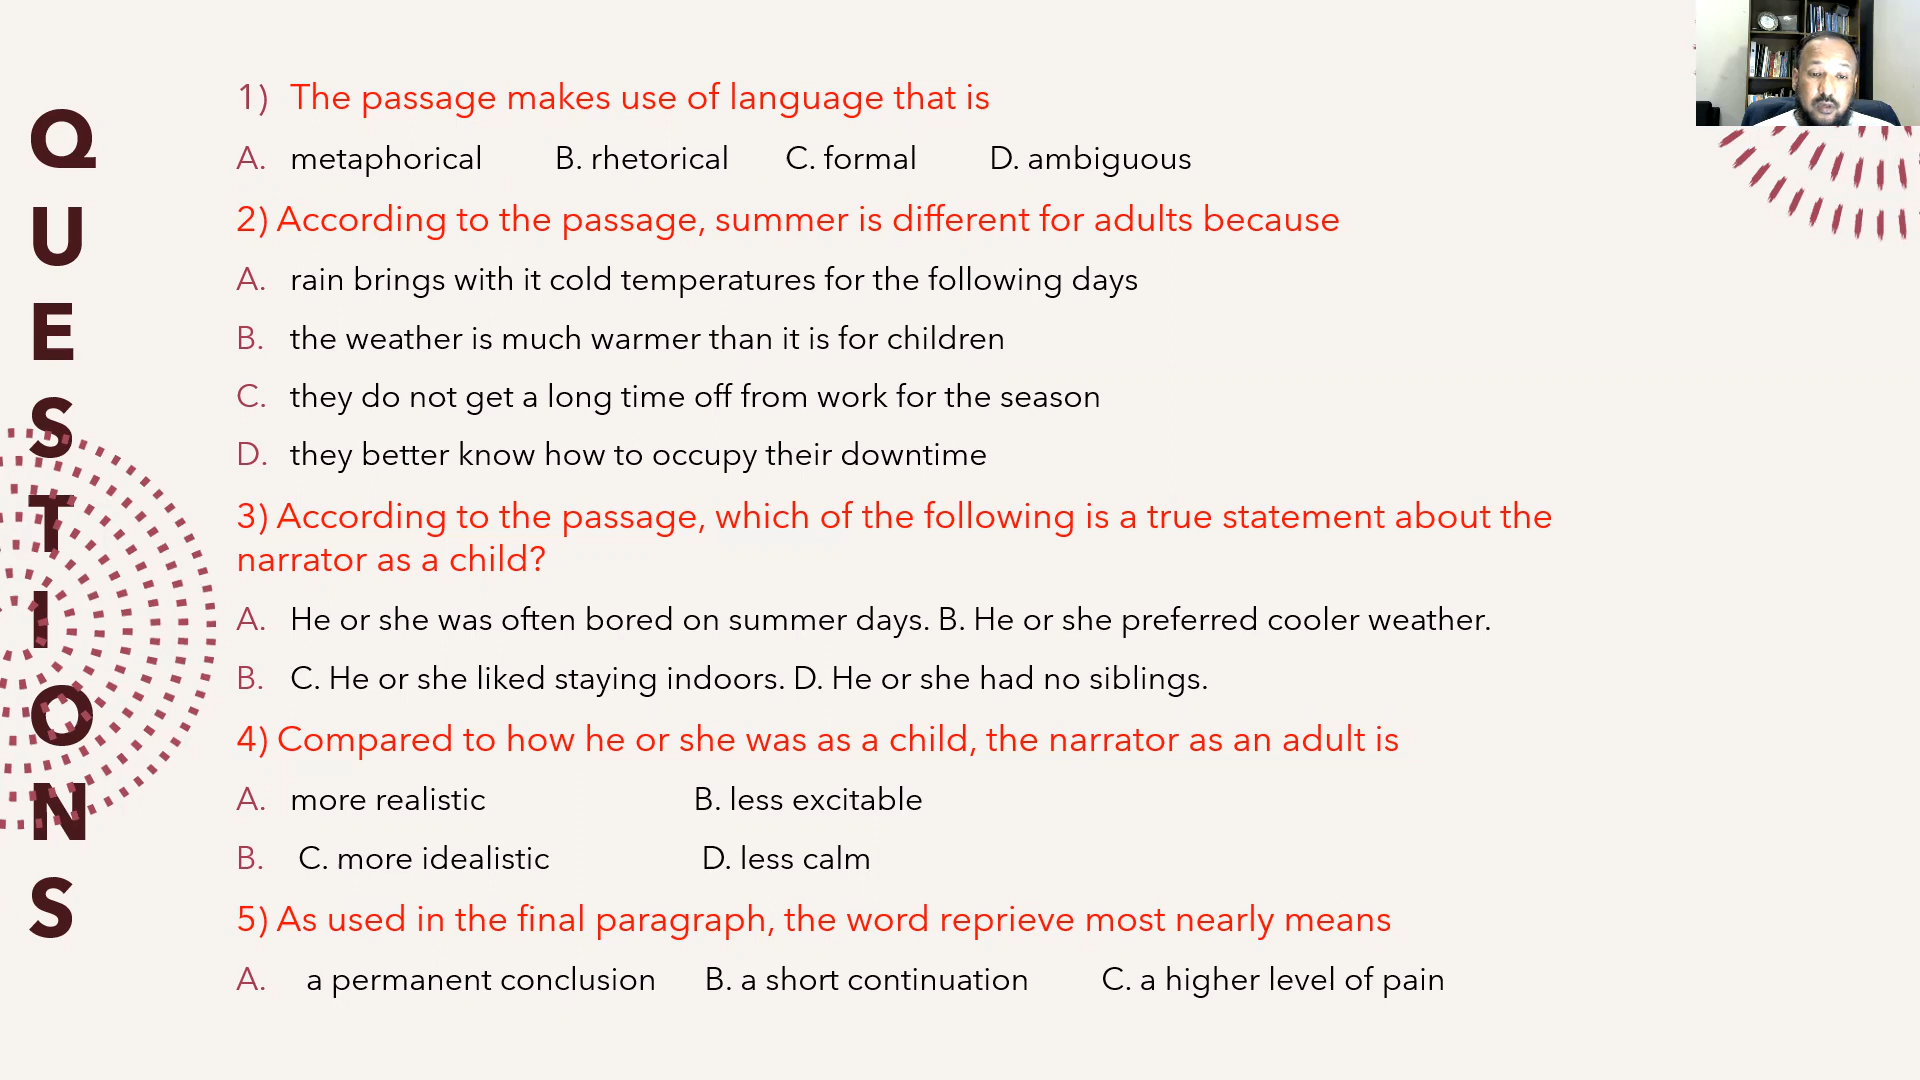 QUESTIONS
1) The passage makes use of language that is
A. metaphorical B. rhetorical C. formal D. ambiguous
2) According to the passage, summer is different for adults because
A. rain brings with it cold temperatures for the following days
B. the weather is much warmer than it is for children
C. they do not get a long time off from work for the season
D. they better know how to occupy their downtime
3) According to the passage, which of the following is a true statement about the
narrator as a child?
A. He or she was often bored on summer days. B. He or she preferred cooler weather.
B. C. He or she liked staying indoors. D. He or she had no siblings.
4) Compared to how he or she was as a child, the narrator as an adult is
A. more realistic B. less excitable
B. C. more idealistic D. less calm
5) As used in the final paragraph, the word reprieve most nearly means
A. a permanent conclusion B. a short continuation C. a higher level of pain